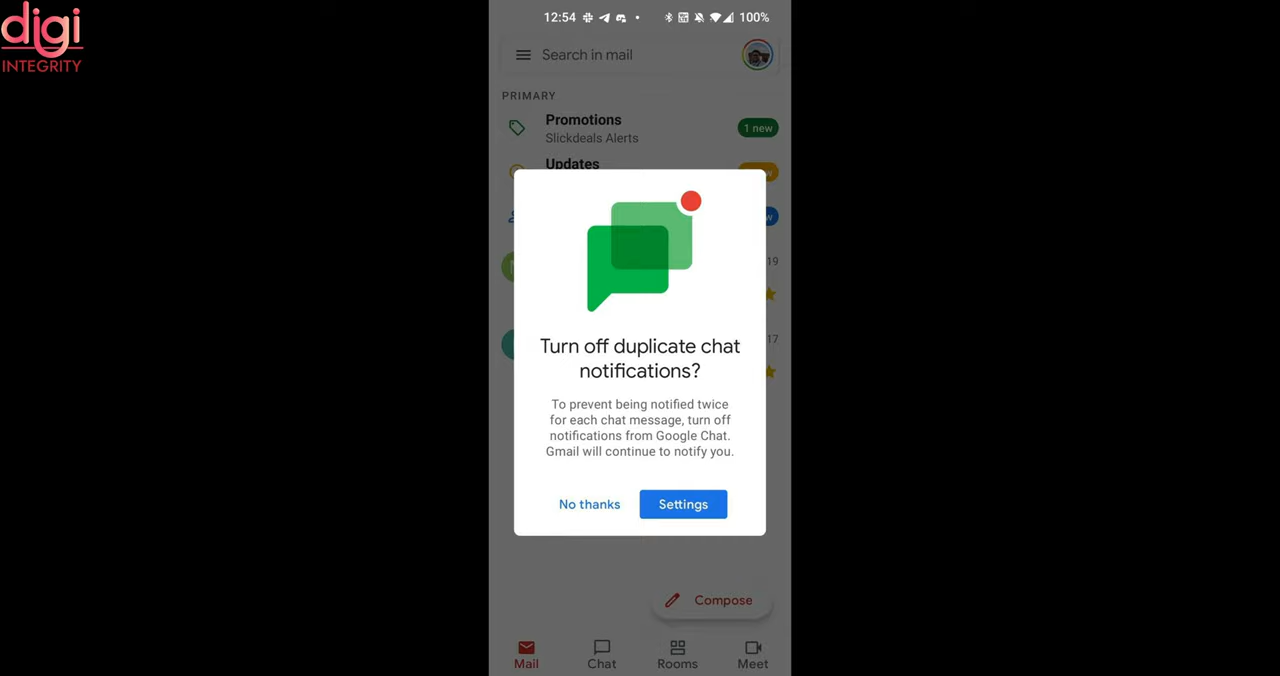 digi
INTEGRITY
12:54
100%
Search in mail
PRIMARY
Promotions
Slickdeals Alerts
1 new
Updates
19
17
Turn off duplicate chat
notifications?
To prevent being notified twice
for each chat message, turn off
notifications from Google Chat.
Gmail will continue to notify you.
No thanks
Settings
Compose
Mail
Chat
Rooms
Meet